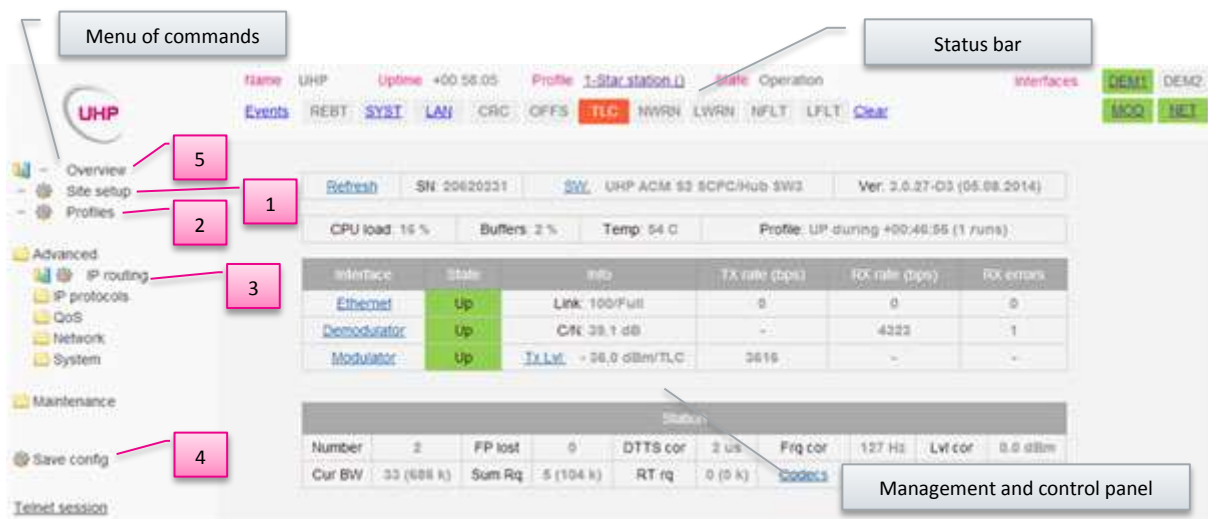 Menu of commands
Status bar
Name UHP Uptime +00:58:05 Profile 1-Star station () State Operation Interfaces DEM1 DEM2
UHP
Events REBT SYST LAN CRC OFFS TLC NWRN LWRN NFLT LFLT Clear MOD NET
Overview 5
Site setup 1
Profiles 2
Refresh SN: 20620331 SW: UHP ACM S2 SCPC/Hub SW3 Ver: 3.0.27-D3 (05.08.2014)
CPU load: 16 % Buffers: 2 % Temp: 54 C Profile: UP during +00:46:55 (1 runs)
Advanced
IP routing 3
IP protocols
QoS
Network
System
Interface State Info TX rate (bps) RX rate (bps) RX errors
Ethernet Up Link: 100/Full 0 0 0
Demodulator Up C/N: 39.1 dB - 4323 1
Modulator Up Tx Lvl: - 36.0 dBm/TLC 3616 - -
Maintenance
Save config 4
Telnet session
Station
Number 2 FP lost 0 DTTS cor 2 us Frq cor 127 Hz Lvl cor 0.0 dBm
Cur BW 33 (686 k) Sum Rq 5 (104 k) RT rq 0 (0 k) Codecs
Management and control panel